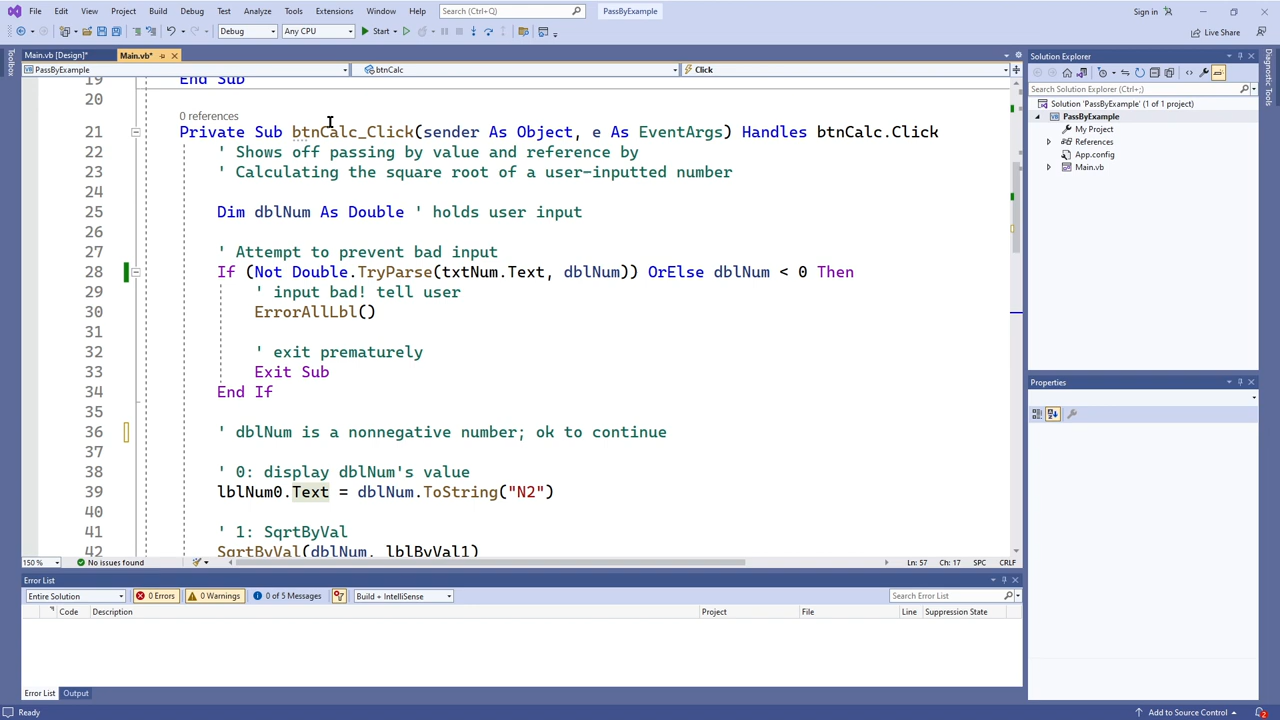 File Edit View Project Build Debug Test Analyze Tools Extensions Window Help Search (Ctrl+Q) PassByExample Sign in
Debug Any CPU Start Live Share
Main.vb [Design]* Main.vb*
PassByExample btnCalc Click
19 End Sub
20
0 references
21 Private Sub btnCalc_Click(sender As Object, e As EventArgs) Handles btnCalc.Click
22 ' Shows off passing by value and reference by
23 ' Calculating the square root of a user-inputted number
24
25 Dim dblNum As Double ' holds user input
26
27 ' Attempt to prevent bad input
28 If (Not Double.TryParse(txtNum.Text, dblNum)) OrElse dblNum < 0 Then
29 ' input bad! tell user
30 ErrorAllLbl()
31
32 ' exit prematurely
33 Exit Sub
34 End If
35
36 ' dblNum is a nonnegative number; ok to continue
37
38 ' 0: display dblNum's value
39 lblNum0.Text = dblNum.ToString("N2")
40
41 ' 1: SqrtByVal
42 SqrtByVal(dblNum, lblByVal1)
150 % No issues found Ln: 57 Ch: 17 SPC CRLF
Error List
Entire Solution 0 Errors 0 Warnings 0 of 5 Messages Build + IntelliSense Search Error List
Code Description Project File Line Suppression State
Error List Output
Ready Add to Source Control 2
Toolbox
Solution Explorer
Search Solution Explorer (Ctrl+;)
Solution 'PassByExample' (1 of 1 project)
PassByExample
My Project
References
App.config
Main.vb
Properties
Diagnostic Tools